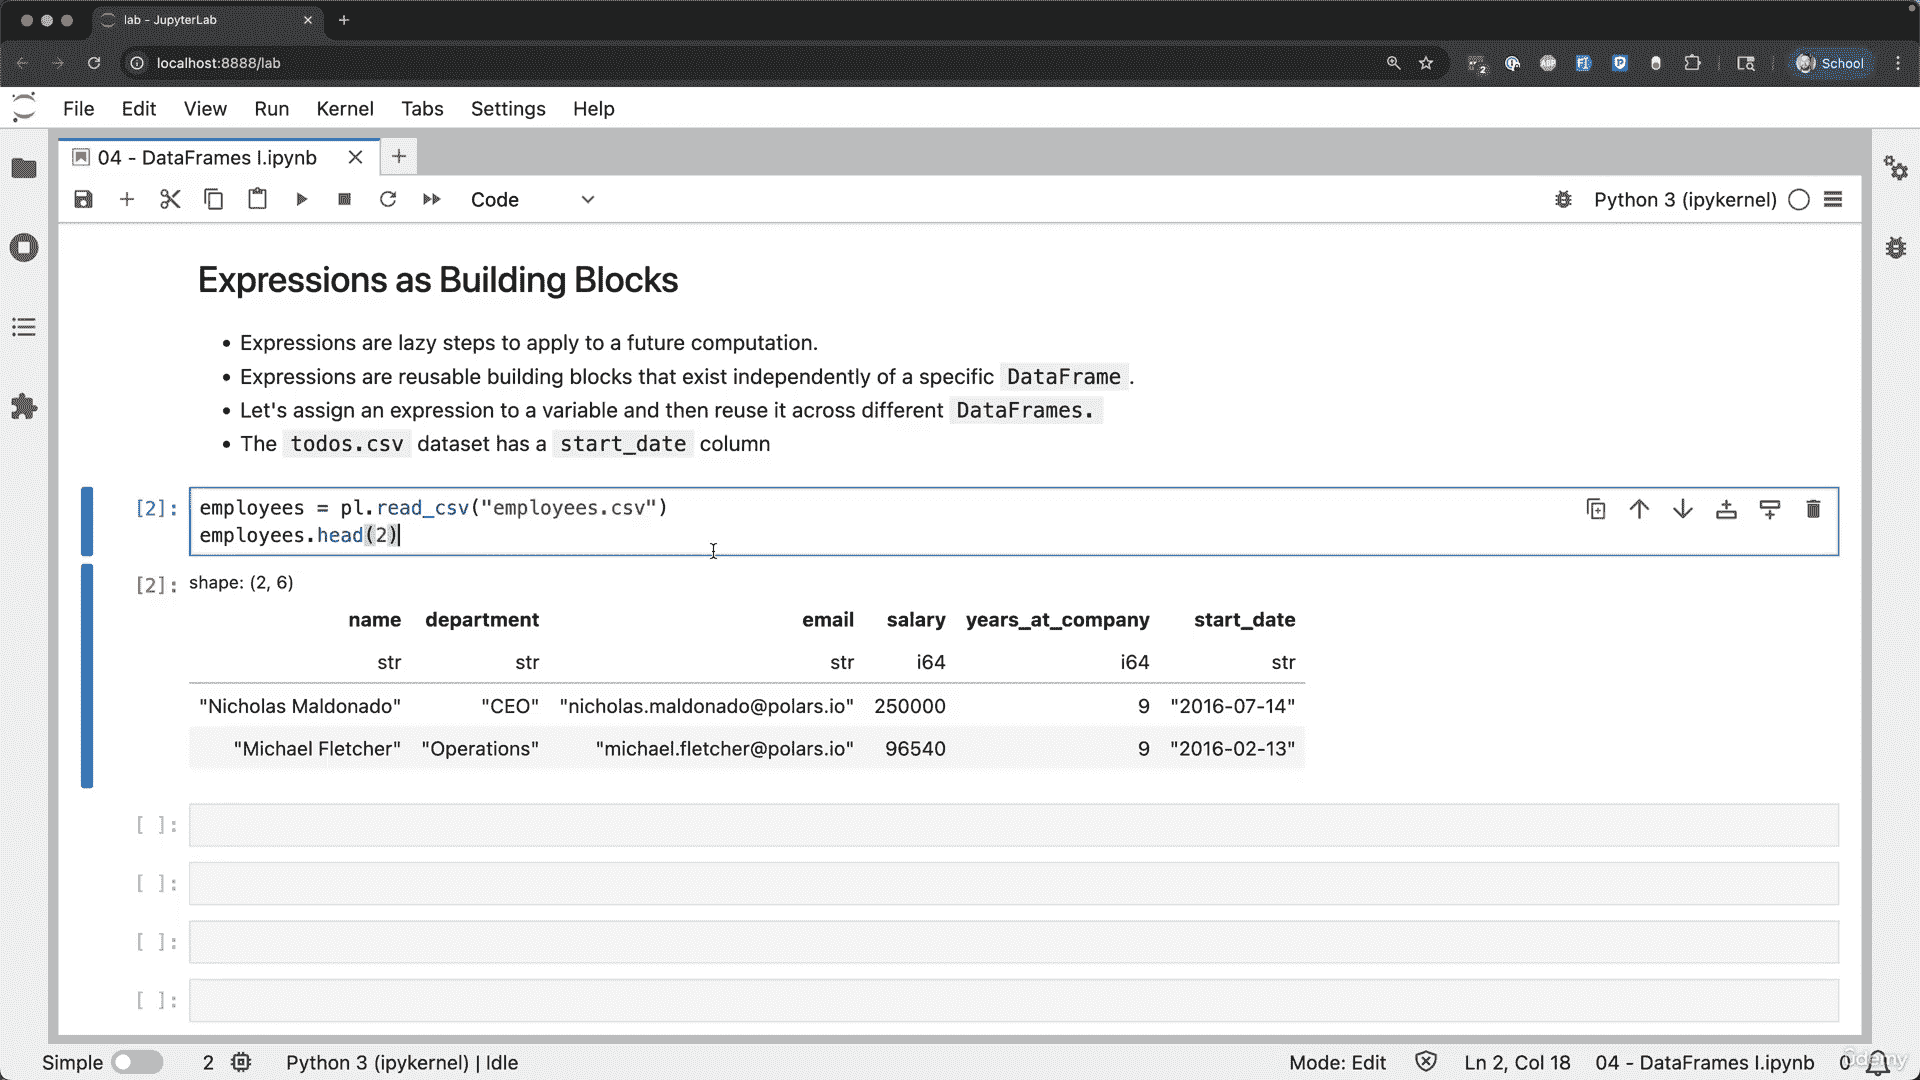 lab - JupyterLab
localhost:8888/lab
2
School
File Edit View Run Kernel Tabs Settings Help
04 - DataFrames I.ipynb
Code
Python 3 (ipykernel)
Expressions as Building Blocks
• Expressions are lazy steps to apply to a future computation.
• Expressions are reusable building blocks that exist independently of a specific DataFrame .
• Let's assign an expression to a variable and then reuse it across different DataFrames.
• The todos.csv dataset has a start_date column
[2]: employees = pl.read_csv("employees.csv")
employees.head(2)
[2]: shape: (2, 6)
name department email salary years_at_company start_date
str str str i64 i64 str
"Nicholas Maldonado" "CEO" "nicholas.maldonado@polars.io" 250000 9 "2016-07-14"
"Michael Fletcher" "Operations" "michael.fletcher@polars.io" 96540 9 "2016-02-13"
[ ]:
[ ]:
[ ]:
[ ]:
Simple 2 Python 3 (ipykernel) | Idle Mode: Edit Ln 2, Col 18 04 - DataFrames I.ipynb 0